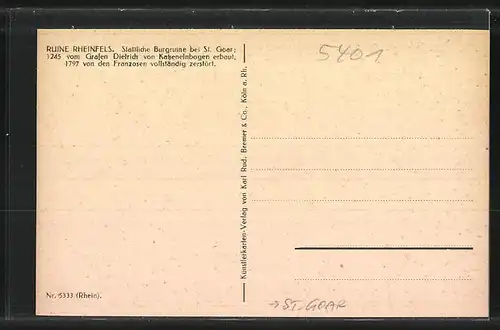 RUINE RHEINFELS. Stattliche Burgruine bei St. Goar;
1245 vom Grafen Dietrich von Katzenelnbogen erbaut,
1797 von den Franzosen vollständig zerstört.
5401
Künstlerkarten-Verlag von Karl Rud. Bremer & Co., Köln a. Rh.
Nr. 5333 (Rhein).
→ ST-GOAR